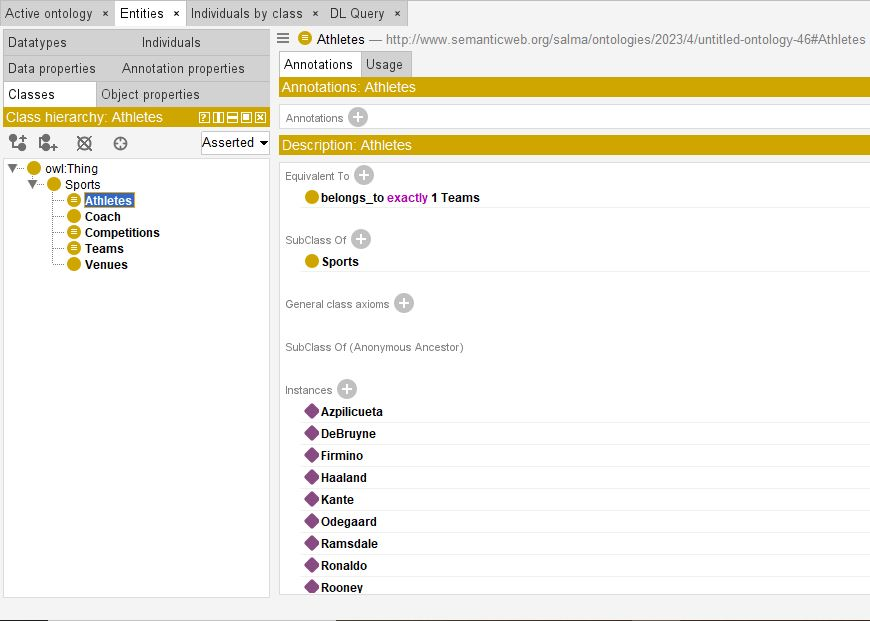 Active ontology × Entities × Individuals by class × DL Query ×
Datatypes Individuals
Data properties Annotation properties
Classes Object properties
Class hierarchy: Athletes
Asserted
owl:Thing
Sports
Athletes
Coach
Competitions
Teams
Venues
Athletes — http://www.semanticweb.org/salma/ontologies/2023/4/untitled-ontology-46#Athletes
Annotations Usage
Annotations: Athletes
Annotations
Description: Athletes
Equivalent To
belongs_to exactly 1 Teams
SubClass Of
Sports
General class axioms
SubClass Of (Anonymous Ancestor)
Instances
Azpilicueta
DeBruyne
Firmino
Haaland
Kante
Odegaard
Ramsdale
Ronaldo
Rooney